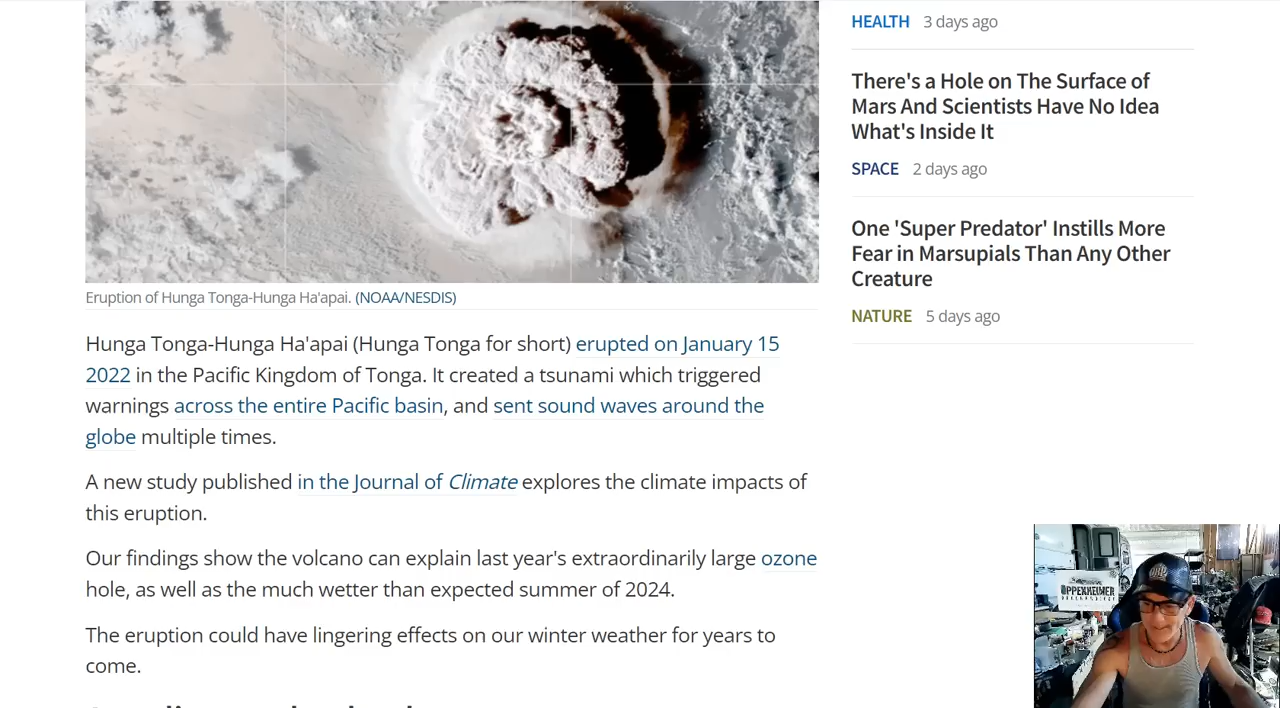 Eruption of Hunga Tonga-Hunga Ha'apai. (NOAA/NESDIS)
Hunga Tonga-Hunga Ha'apai (Hunga Tonga for short) erupted on January 15
2022 in the Pacific Kingdom of Tonga. It created a tsunami which triggered
warnings across the entire Pacific basin, and sent sound waves around the
globe multiple times.
A new study published in the Journal of Climate explores the climate impacts of
this eruption.
Our findings show the volcano can explain last year's extraordinarily large ozone
hole, as well as the much wetter than expected summer of 2024.
The eruption could have lingering effects on our winter weather for years to
come.
HEALTH 3 days ago
There's a Hole on The Surface of
Mars And Scientists Have No Idea
What's Inside It
SPACE 2 days ago
One 'Super Predator' Instills More
Fear in Marsupials Than Any Other
Creature
NATURE 5 days ago
OPPENHEIMER